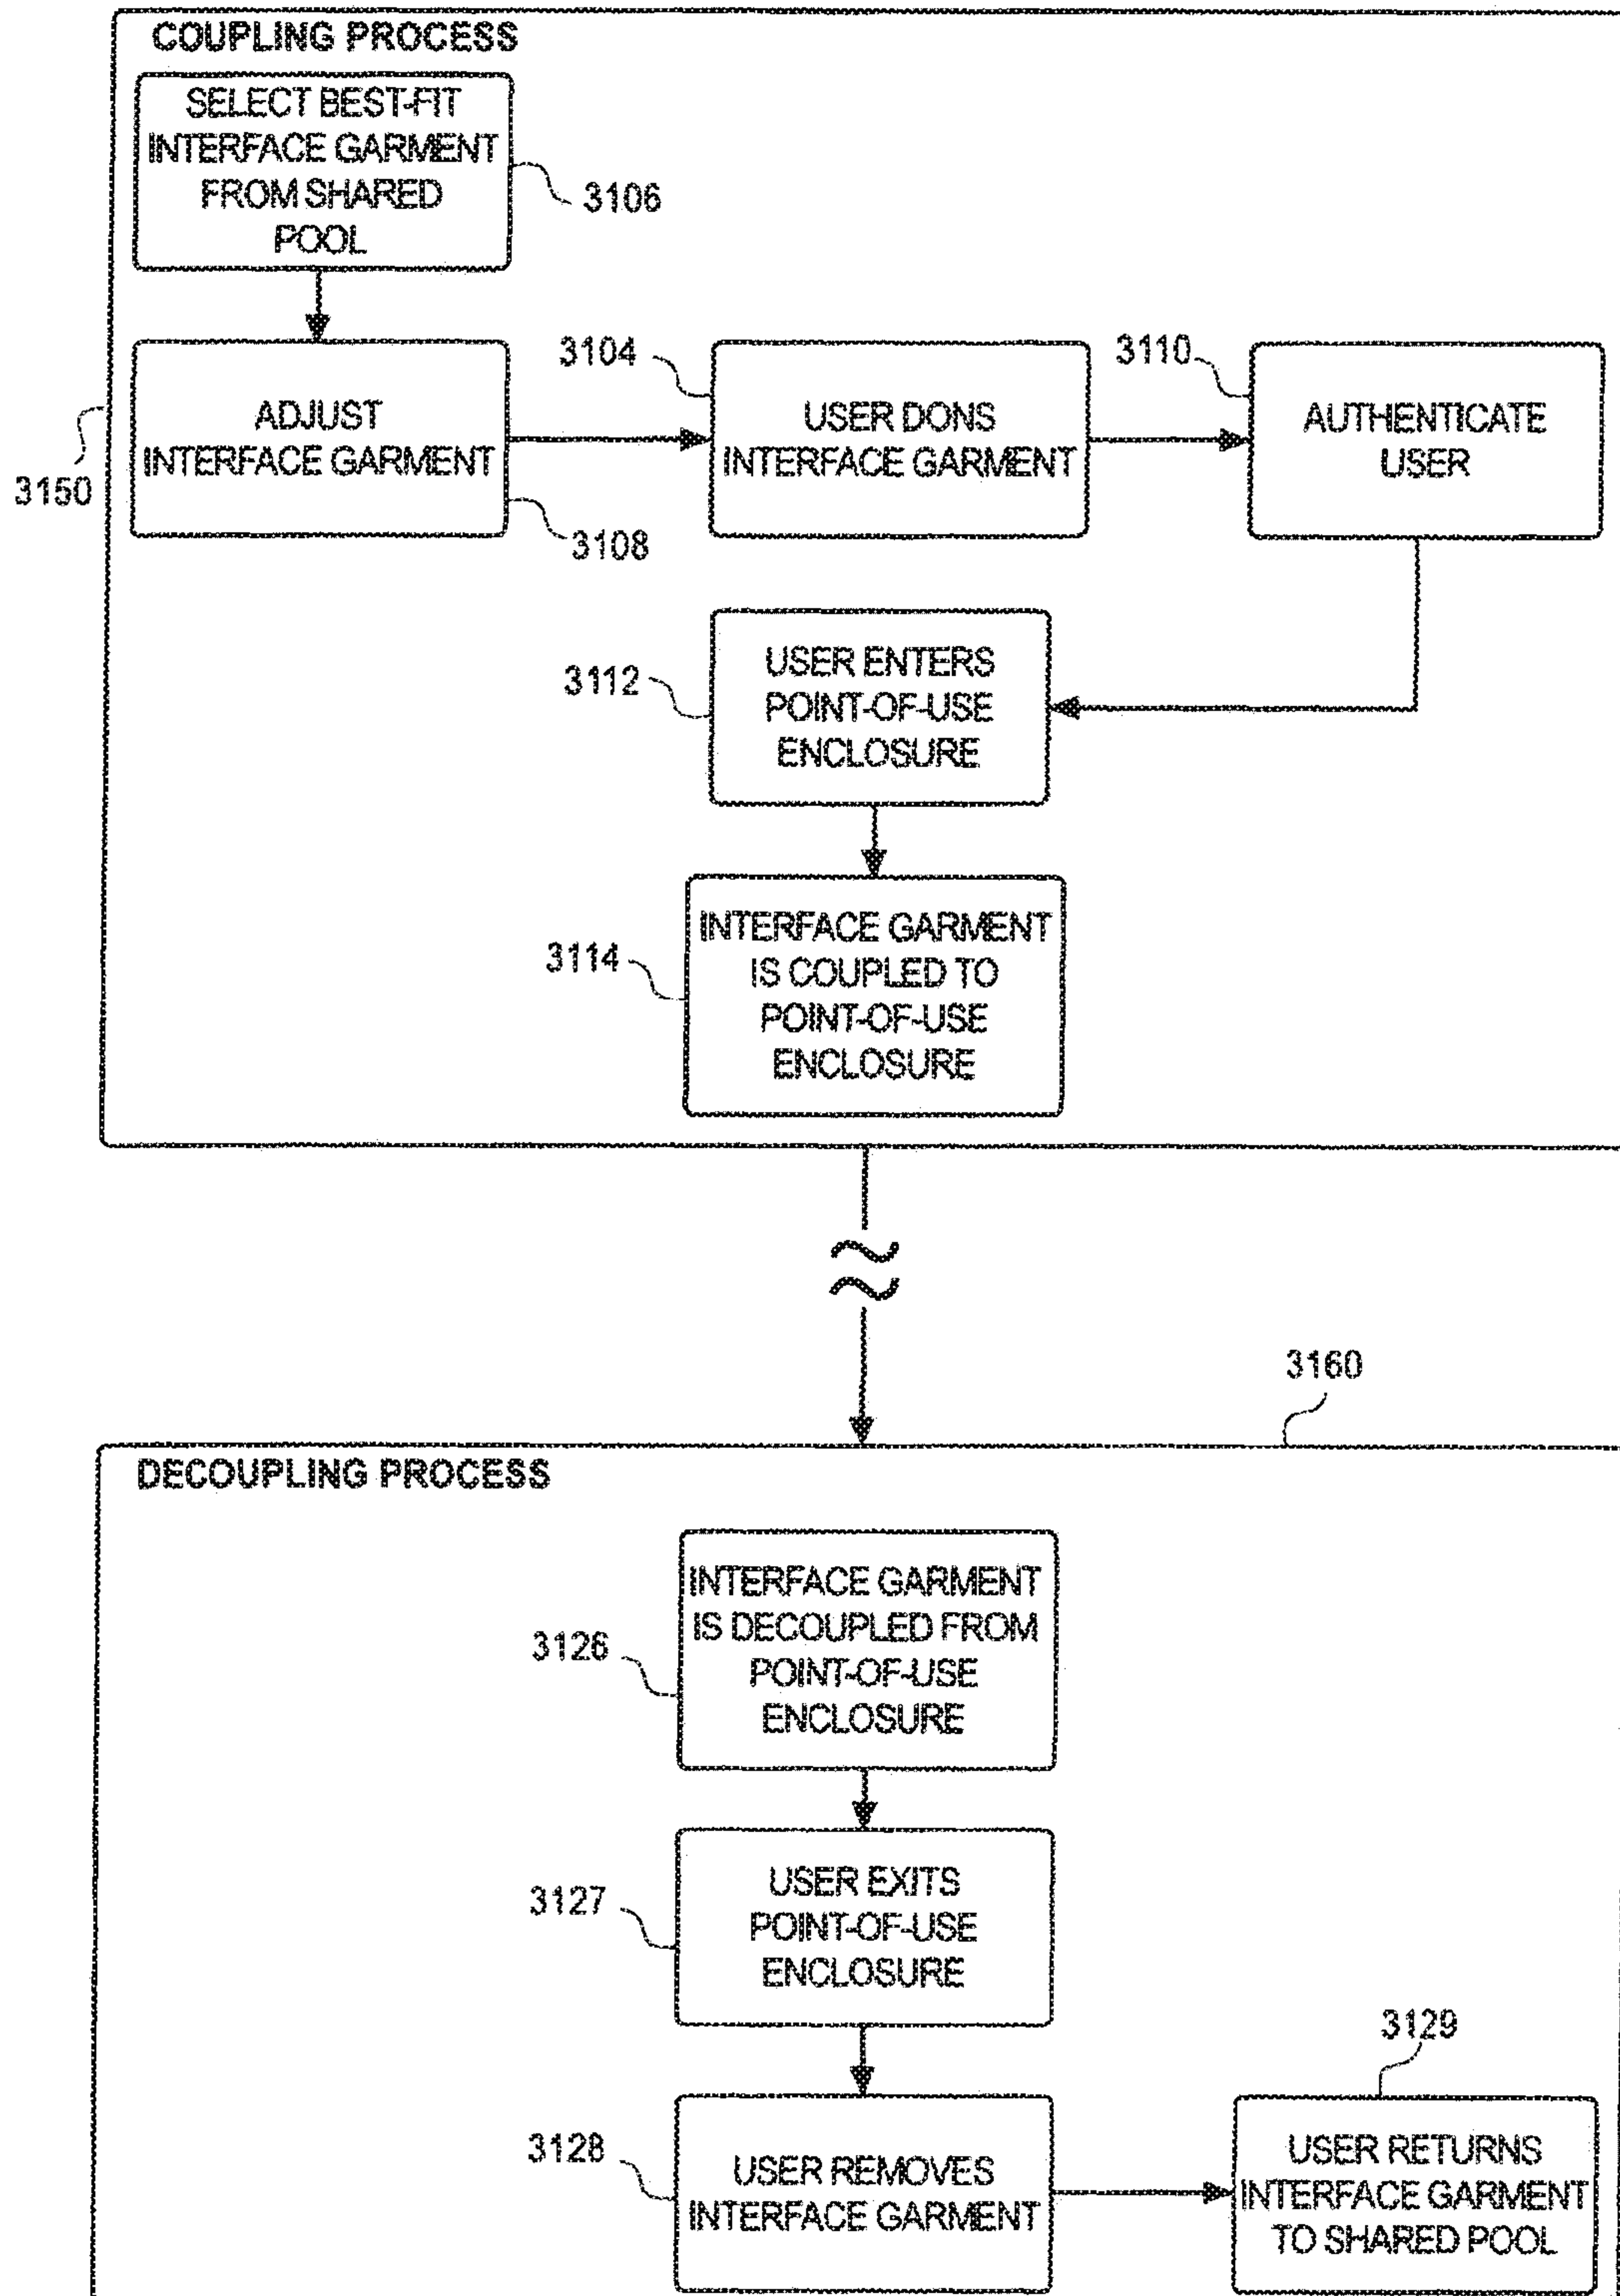 COUPLING PROCESS
SELECT BEST-FIT
INTERFACE GARMENT
FROM SHARED
POOL
3106
ADJUST
INTERFACE GARMENT
3108
3150
3104
USER DONS
INTERFACE GARMENT
3110
AUTHENTICATE
USER
3112
USER ENTERS
POINT-OF-USE
ENCLOSURE
3114
INTERFACE GARMENT
IS COUPLED TO
POINT-OF-USE
ENCLOSURE
3160
DECOUPLING PROCESS
3126
INTERFACE GARMENT
IS DECOUPLED FROM
POINT-OF-USE
ENCLOSURE
3127
USER EXITS
POINT-OF-USE
ENCLOSURE
3128
USER REMOVES
INTERFACE GARMENT
3129
USER RETURNS
INTERFACE GARMENT
TO SHARED POOL